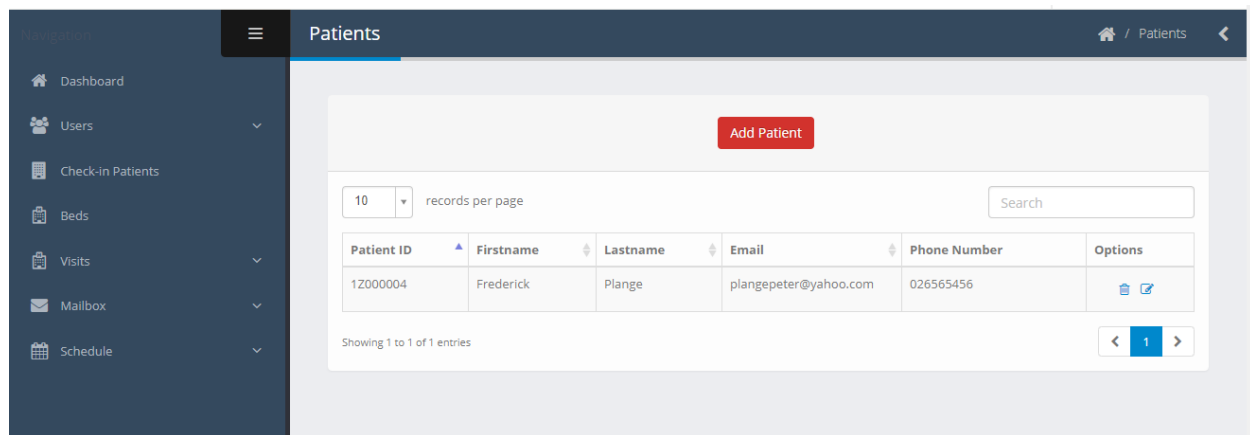 Navigation
Patients
/ Patients
Dashboard
Users
Check-in Patients
Beds
Visits
Mailbox
Schedule
Add Patient
10 records per page
Search
Patient ID Firstname Lastname Email Phone Number Options
1Z000004 Frederick Plange plangepeter@yahoo.com 026565456
Showing 1 to 1 of 1 entries
1